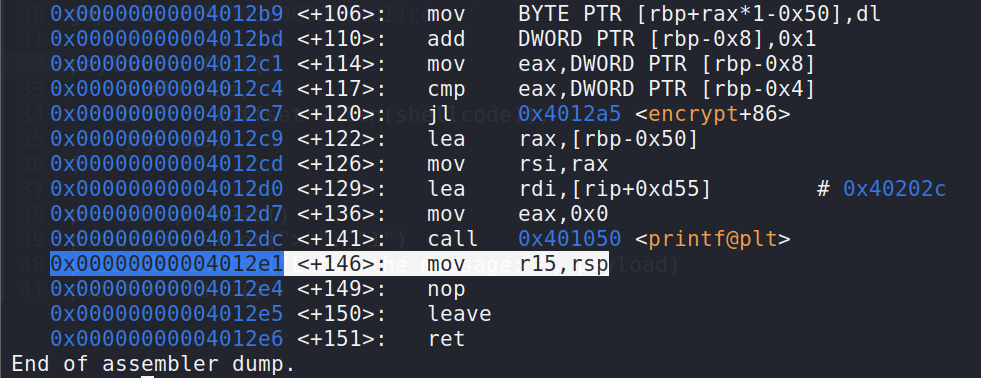 0x00000000004012b9 <+106>: mov BYTE PTR [rbp+rax*1-0x50],dl
0x00000000004012bd <+110>: add DWORD PTR [rbp-0x8],0x1
0x00000000004012c1 <+114>: mov eax,DWORD PTR [rbp-0x8]
0x00000000004012c4 <+117>: cmp eax,DWORD PTR [rbp-0x4]
0x00000000004012c7 <+120>: jl 0x4012a5 <encrypt+86>
0x00000000004012c9 <+122>: lea rax,[rbp-0x50]
0x00000000004012cd <+126>: mov rsi,rax
0x00000000004012d0 <+129>: lea rdi,[rip+0xd55] # 0x40202c
0x00000000004012d7 <+136>: mov eax,0x0
0x00000000004012dc <+141>: call 0x401050 <printf@plt>
0x00000000004012e1 <+146>: mov r15,rsp
0x00000000004012e4 <+149>: nop
0x00000000004012e5 <+150>: leave
0x00000000004012e6 <+151>: ret
End of assembler dump.